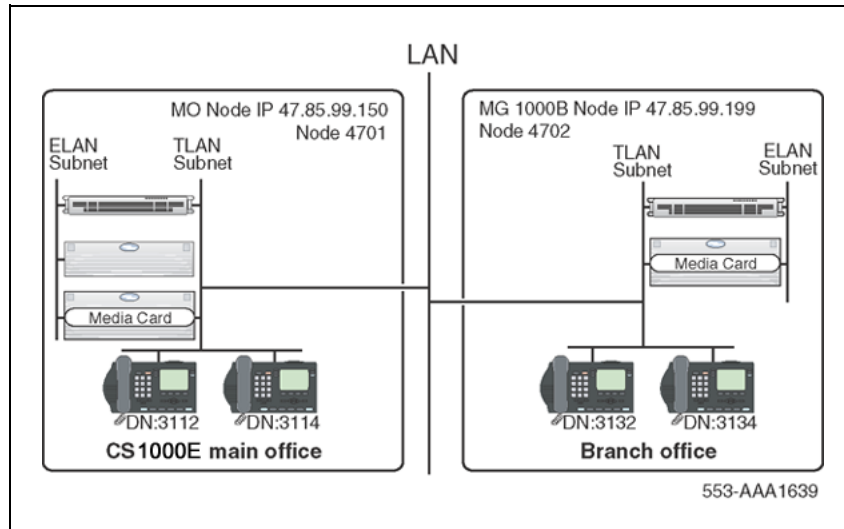 LAN
MO Node IP 47.85.99.150
Node 4701
ELAN
Subnet
TLAN
Subnet
Media Card
DN:3112
DN:3114
CS1000E main office
MG 1000B Node IP 47.85.99.199
Node 4702
TLAN
Subnet
ELAN
Subnet
Media Card
DN:3132
DN:3134
Branch office
553-AAA1639